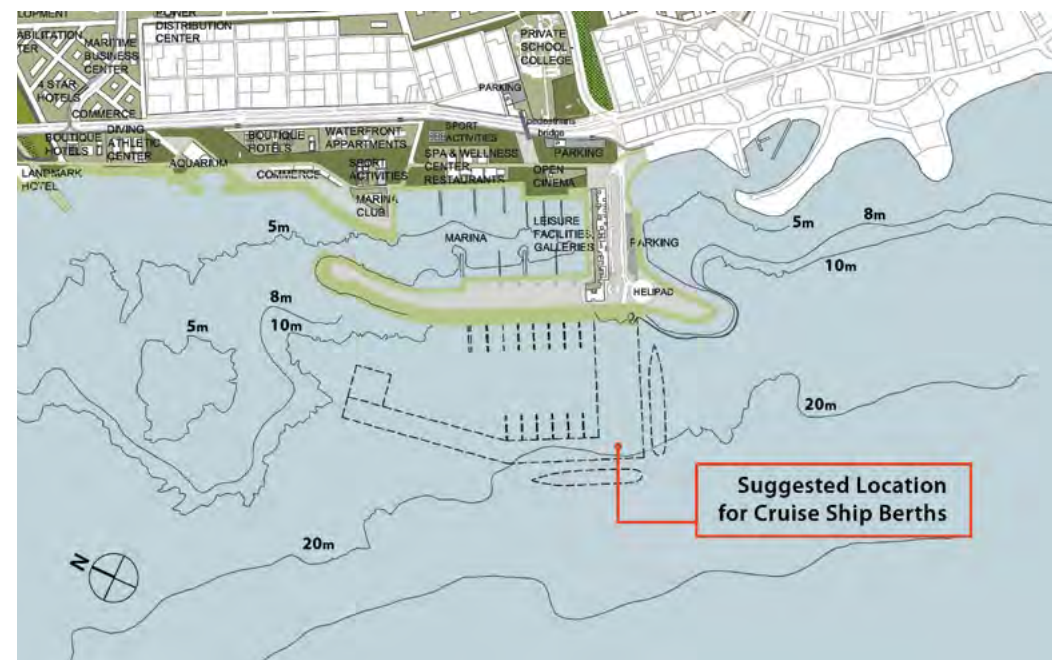 LOPMENT
ABILITATION
TER
MARITIME
BUSINESS
CENTER
POWER
DISTRIBUTION
CENTER
PRIVATE
SCHOOL -
COLLEGE
4 STAR
HOTELS
COMMERCE
PARKING
BOUTIQUE
HOTELS
DIVING
ATHLETIC
CENTER
BOUTIQUE
HOTELS
WATERFRONT
APPARTMENTS
SPORT
ACTIVITIES
pedestrians
bridge
PARKING
LANDMARK
HOTEL
AQUARIUM
COMMERCE
SPORT
ACTIVITIES
SPA & WELLNESS
CENTER,
RESTAURANTS
OPEN
CINEMA
MARINA
CLUB
MARINA
LEISURE
FACILITIES,
GALLERIES
PARKING
HELIPAD
5m
5m
8m
10m
8m
5m
10m
20m
20m
Suggested Location
for Cruise Ship Berths
N